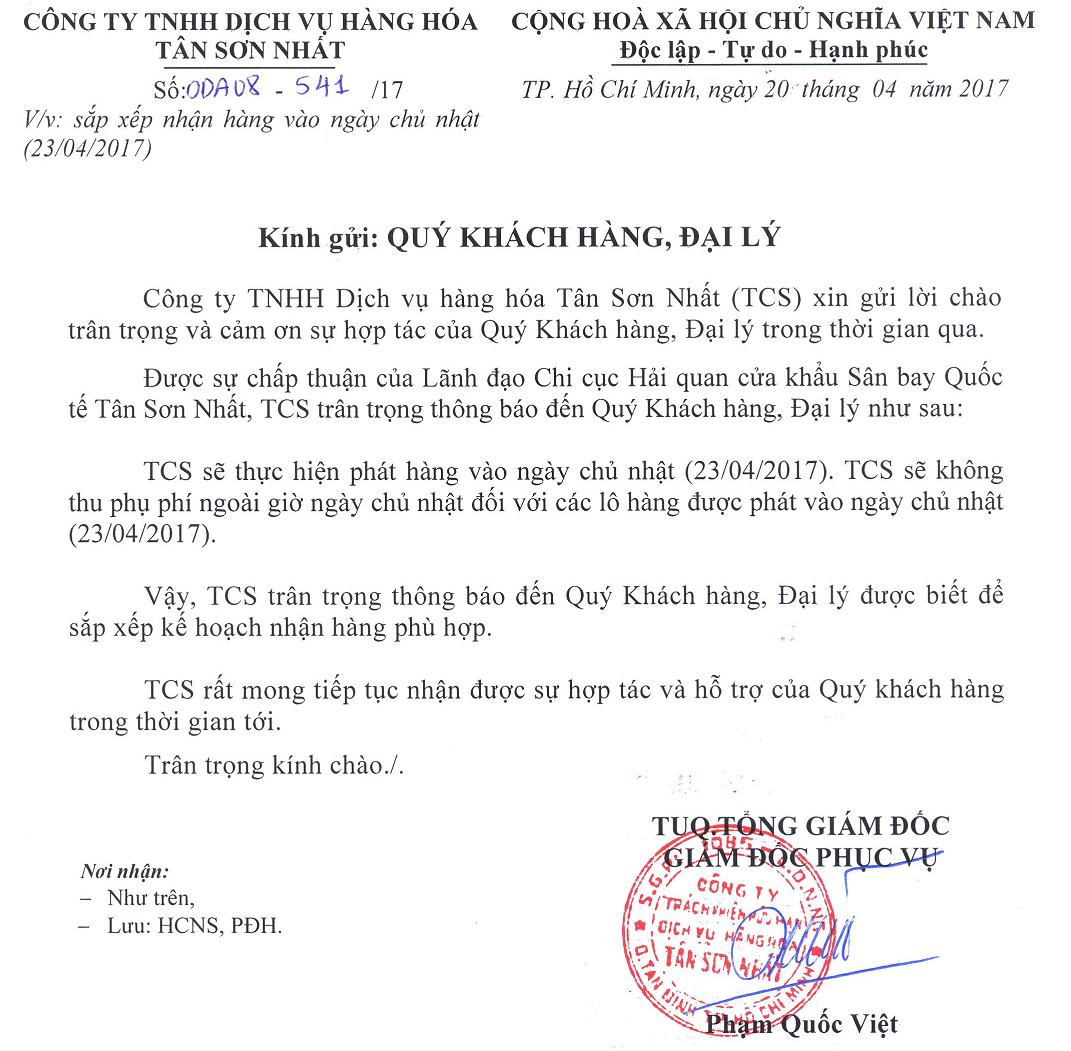 CÔNG TY TNHH DỊCH VỤ HÀNG HÓA
TÂN SƠN NHẤT
Số:ODA08 - 541 /17
V/v: sắp xếp nhận hàng vào ngày chủ nhật
(23/04/2017)
CỘNG HOÀ XÃ HỘI CHỦ NGHĨA VIỆT NAM
Độc lập - Tự do - Hạnh phúc
TP. Hồ Chí Minh, ngày 20 tháng 04 năm 2017
Kính gửi: QUÝ KHÁCH HÀNG, ĐẠI LÝ
Công ty TNHH Dịch vụ hàng hóa Tân Sơn Nhất (TCS) xin gửi lời chào
trân trọng và cảm ơn sự hợp tác của Quý Khách hàng, Đại lý trong thời gian qua.
Được sự chấp thuận của Lãnh đạo Chi cục Hải quan cửa khẩu Sân bay Quốc
tế Tân Sơn Nhất, TCS trân trọng thông báo đến Quý Khách hàng, Đại lý như sau:
TCS sẽ thực hiện phát hàng vào ngày chủ nhật (23/04/2017). TCS sẽ không
thu phụ phí ngoài giờ ngày chủ nhật đối với các lô hàng được phát vào ngày chủ nhật
(23/04/2017).
Vậy, TCS trân trọng thông báo đến Quý Khách hàng, Đại lý được biết để
sắp xếp kế hoạch nhận hàng phù hợp.
TCS rất mong tiếp tục nhận được sự hợp tác và hỗ trợ của Quý khách hàng
trong thời gian tới.
Trân trọng kính chào./.
TUQ.TỔNG GIÁM ĐỐC
GIÁM ĐỐC PHỤC VỤ
Nơi nhận:
– Như trên,
– Lưu: HCNS, PĐH.
CÔNG TY
TRÁCH NHIỆM HỮU HẠN
DỊCH VỤ HÀNG HÓA
TÂN SƠN NHẤT
Q.TÂN BÌNH TP HỒ CHÍ MINH
Phạm Quốc Việt